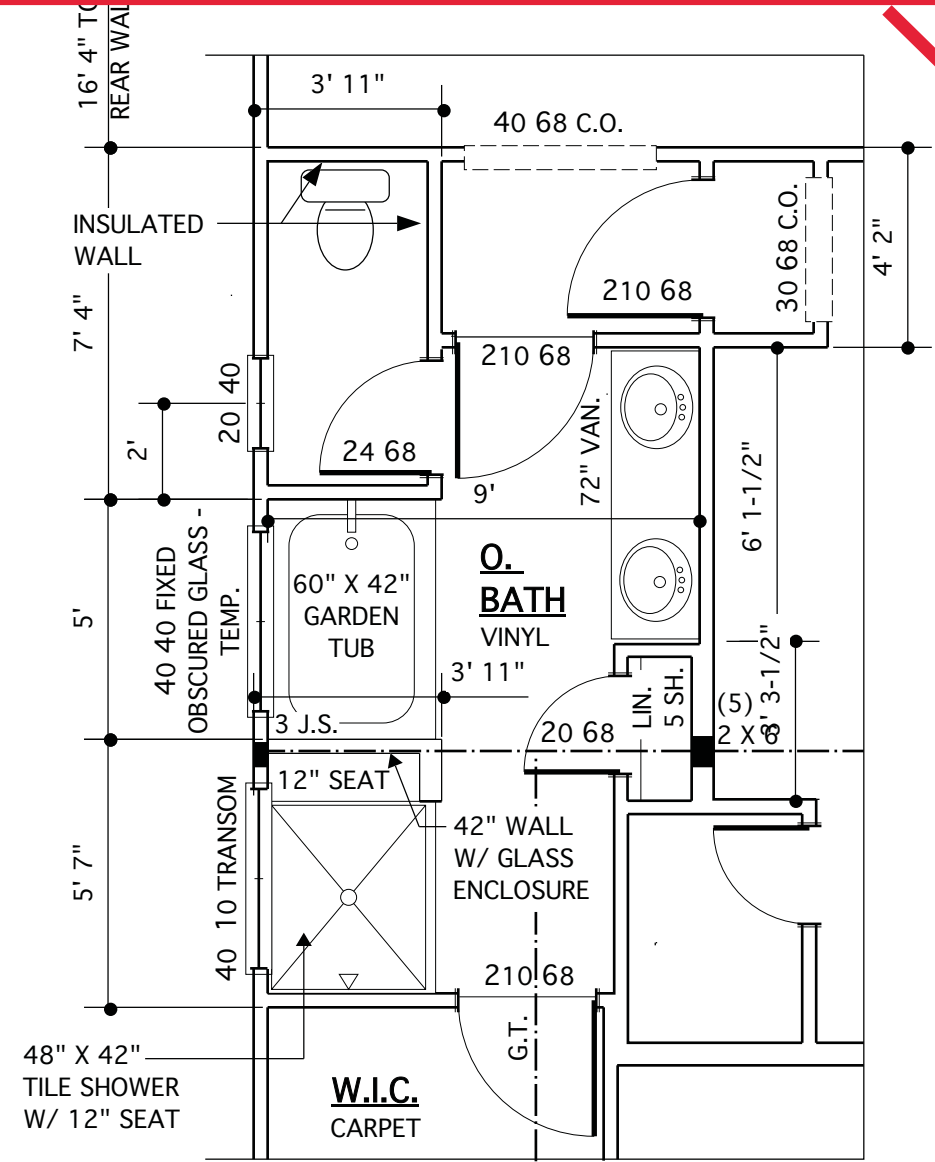 16' 4" TO
REAR WAL
3' 11"
40 68 C.O.
INSULATED
WALL
30 68 C.O.
4' 2"
210 68
7' 4"
210 68
20 40
2'
24 68
72" VAN.
9'
6' 1-1/2"
40 40 FIXED
OBSCURED GLASS -
TEMP.
5'
60" X 42"
GARDEN
TUB
O.
BATH
VINYL
3' 11"
LIN.
5 SH.
(5)
2 X 6
3' 3-1/2"
3 J.S.
20 68
12" SEAT
42" WALL
W/ GLASS
ENCLOSURE
5' 7"
40 10 TRANSOM
210 68
G.T.
48" X 42"
TILE SHOWER
W/ 12" SEAT
W.I.C.
CARPET